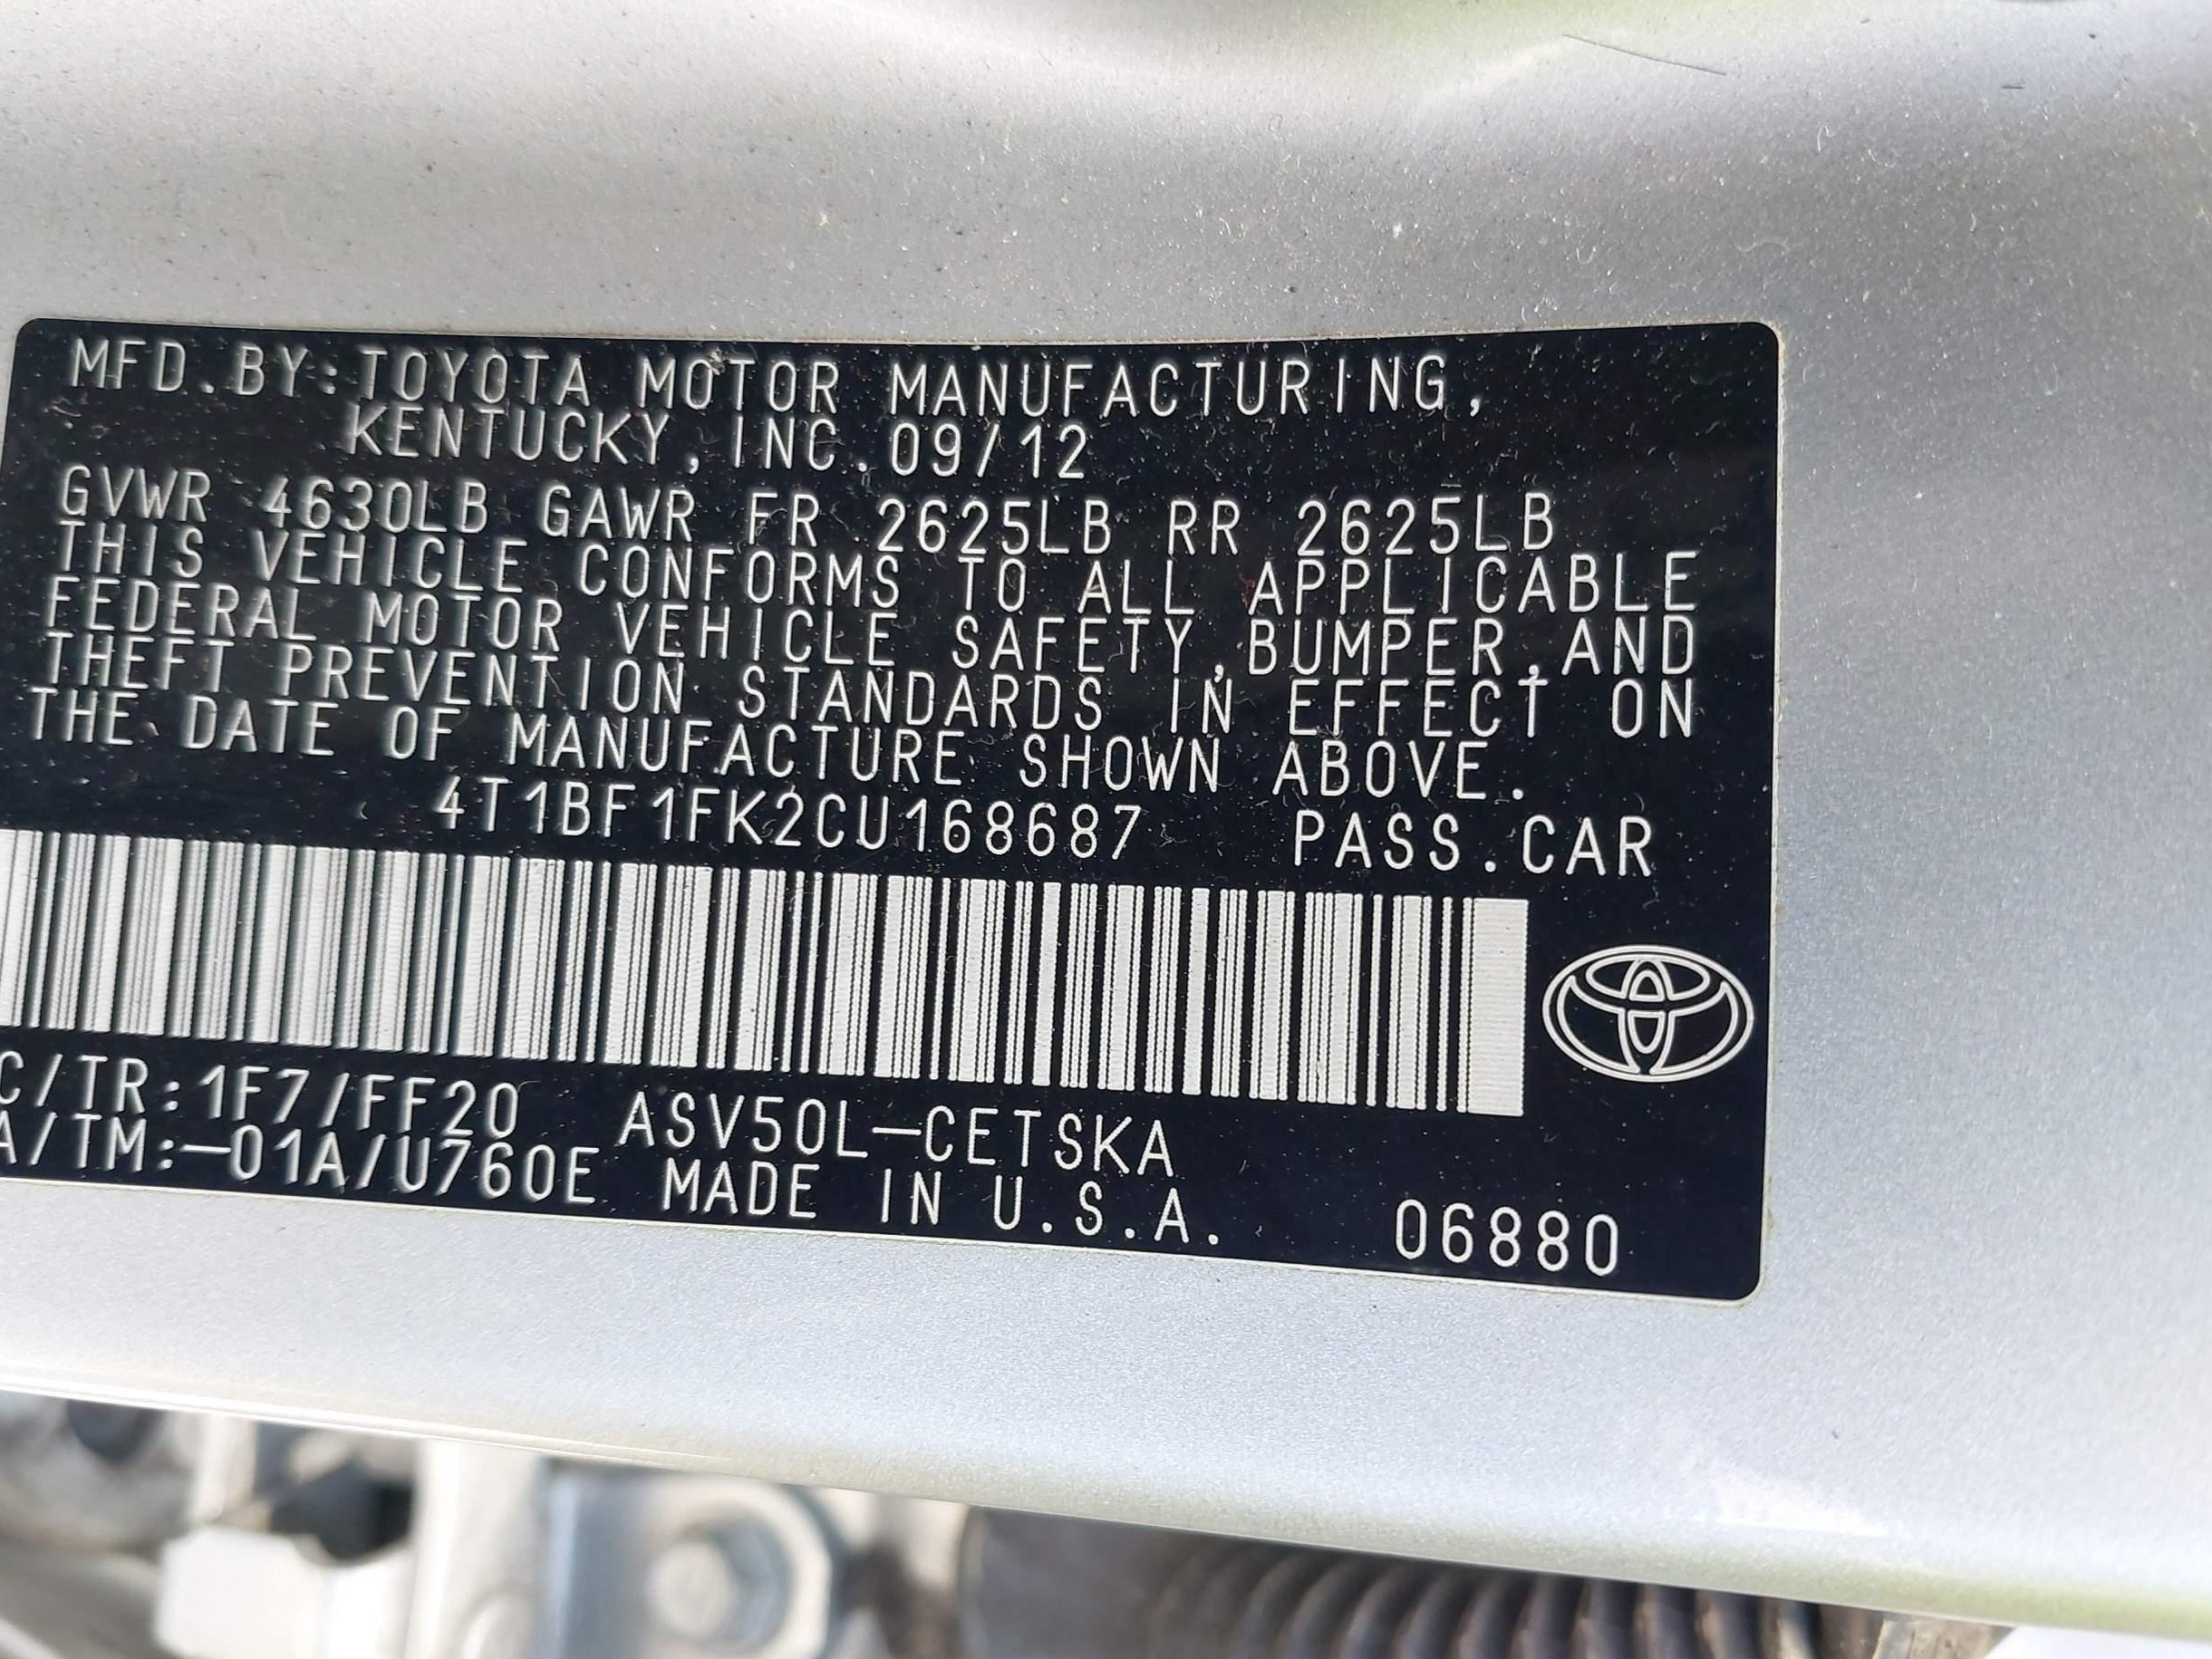 MFD.BY:TOYOTA MOTOR MANUFACTURING,
KENTUCKY,INC.09/12
GVWR 4630LB GAWR FR 2625LB RR 2625LB
THIS VEHICLE CONFORMS TO ALL APPLICABLE
FEDERAL MOTOR VEHICLE SAFETY,BUMPER,AND
THEFT PREVENTION STANDARDS IN EFFECT ON
THE DATE OF MANUFACTURE SHOWN ABOVE.
4T1BF1FK2CU168687 PASS.CAR
C/TR:1F7/FF20 ASV50L-CETSKA
A/TM:-01A/U760E MADE IN U.S.A. 06880